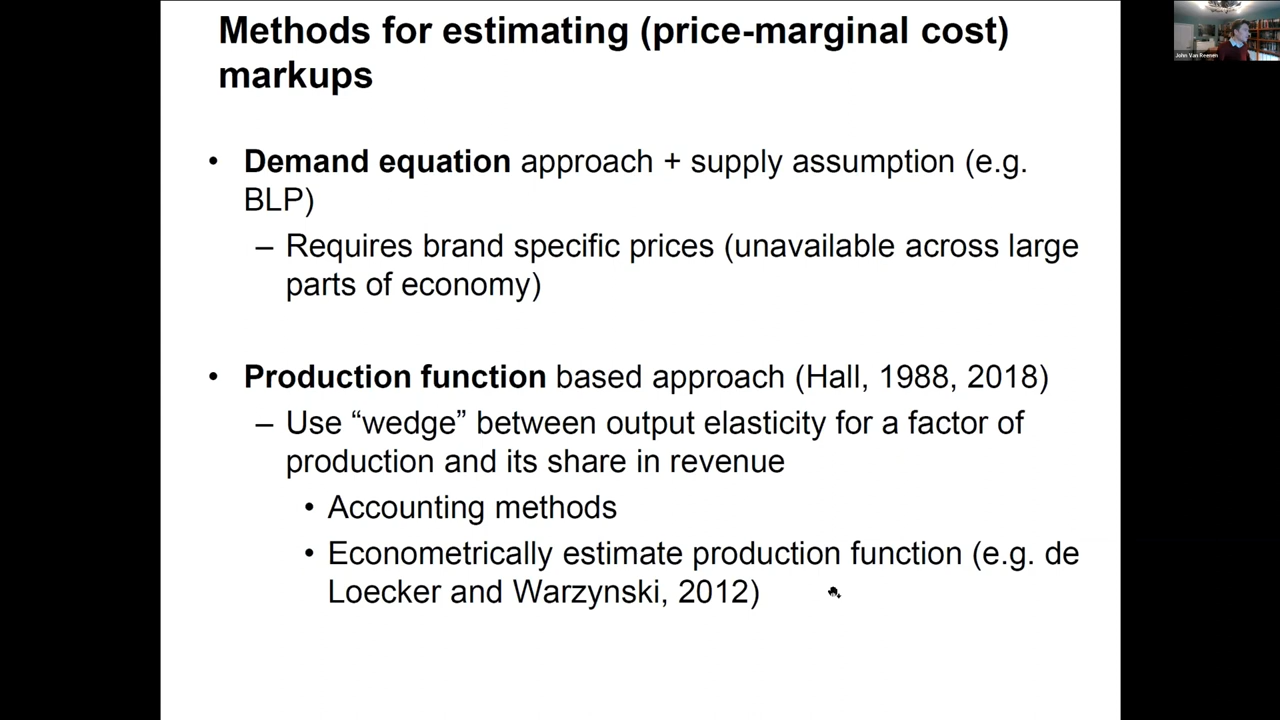 Methods for estimating (price-marginal cost)
markups
• Demand equation approach + supply assumption (e.g.
BLP)
– Requires brand specific prices (unavailable across large
parts of economy)
• Production function based approach (Hall, 1988, 2018)
– Use “wedge” between output elasticity for a factor of
production and its share in revenue
• Accounting methods
• Econometrically estimate production function (e.g. de
Loecker and Warzynski, 2012)
John Van Reenen